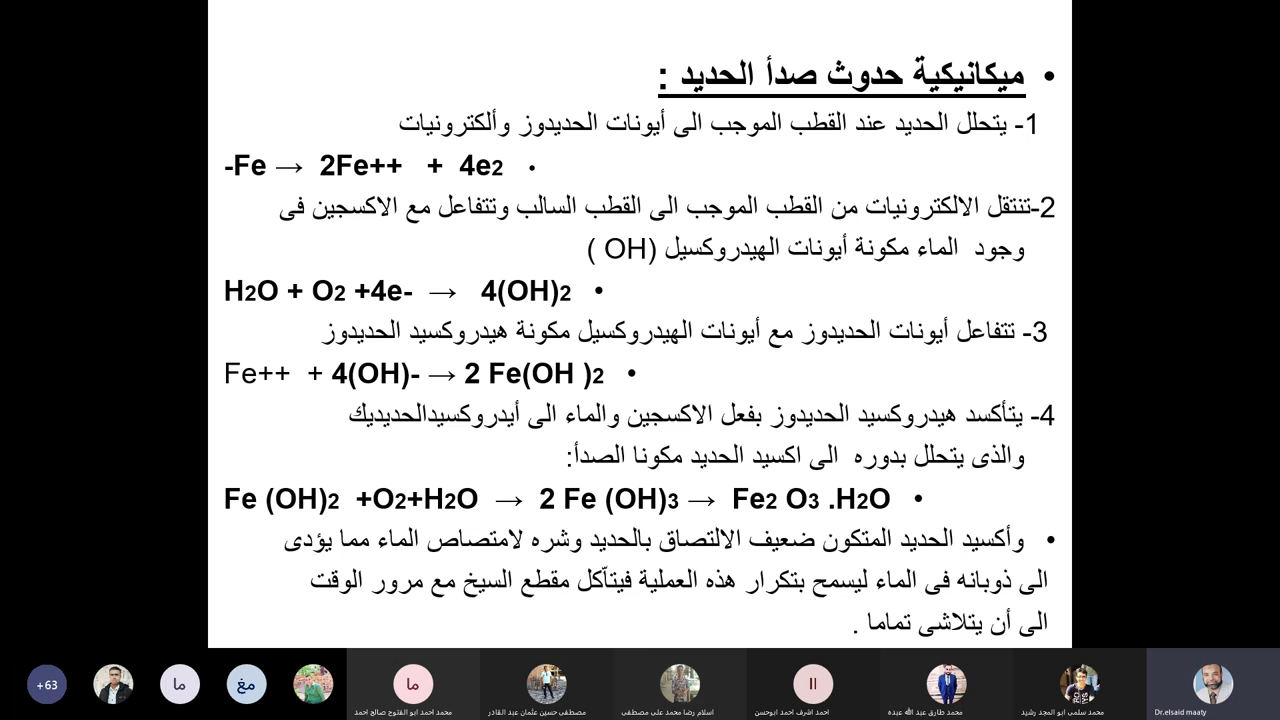 • ميكانيكية حدوث صدأ الحديد :
1- يتحلل الحديد عند القطب الموجب الى أيونات الحديدوز وألكترونيات
-Fe → 2Fe++ + 4e2 •
2-تنتقل الالكترونيات من القطب الموجب الى القطب السالب وتتفاعل مع الاكسجين فى
وجود الماء مكونة أيونات الهيدروكسيل (OH )
H2O + O2 +4e- → 4(OH)2 •
3- تتفاعل أيونات الحديدوز مع أيونات الهيدروكسيل مكونة هيدروكسيد الحديدوز
Fe++ + 4(OH)- → 2 Fe(OH )2 •
4- يتأكسد هيدروكسيد الحديدوز بفعل الاكسجين والماء الى أيدروكسيدالحديديك
والذى يتحلل بدوره الى اكسيد الحديد مكونا الصدأ:
Fe (OH)2 +O2+H2O → 2 Fe (OH)3 → Fe2 O3 .H2O •
• وأكسيد الحديد المتكون ضعيف الالتصاق بالحديد وشره لامتصاص الماء مما يؤدى
الى ذوبانه فى الماء ليسمح بتكرار هذه العملية فيتاّكل مقطع السيخ مع مرور الوقت
الى أن يتلاشى تماما .
+63
ما
مغ
ما
اا
محمد احمد ابو الفتوح صالح احمد
مصطفى حسين عثمان عبد القادر
اسلام رضا محمد على مصطفى
احمد اشرف احمد ابوحسن
محمد طارق عبد الله عبده
محمد سلمى ابو المجد رشيد
Dr.elsaid maaty